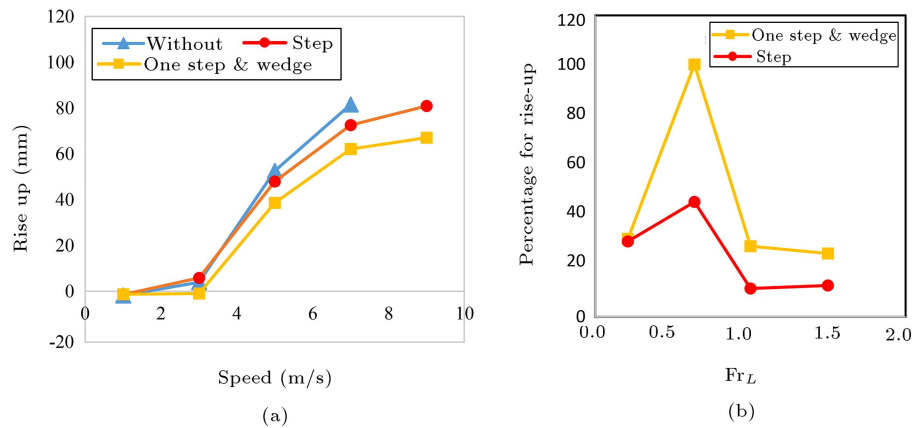 120
100
80
60
40
20
0
-20
0
2
4
6
8
10
Rise up (mm)
Speed (m/s)
Without
Step
One step & wedge
(a)
120
100
80
60
40
20
0
0.0
0.5
1.0
1.5
2.0
Percentage for rise-up
Fr_L
One step & wedge
Step
(b)